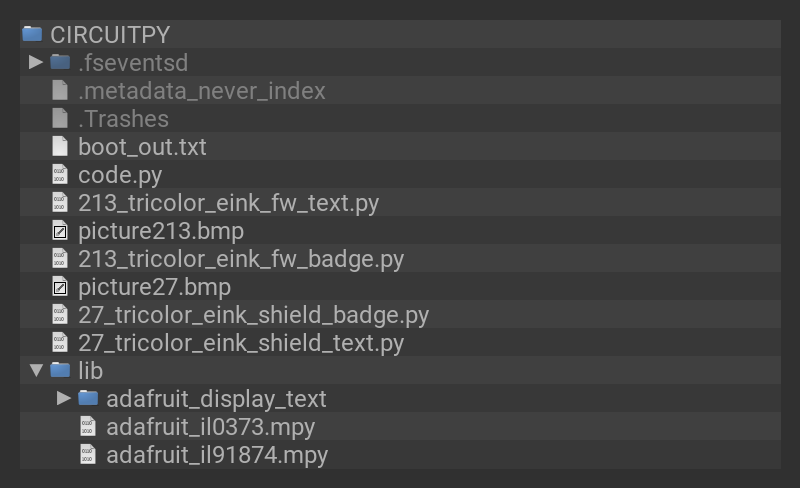 CIRCUITPY
.fseventsd
.metadata_never_index
.Trashes
boot_out.txt
code.py
213_tricolor_eink_fw_text.py
picture213.bmp
213_tricolor_eink_fw_badge.py
picture27.bmp
27_tricolor_eink_shield_badge.py
27_tricolor_eink_shield_text.py
lib
adafruit_display_text
adafruit_il0373.mpy
adafruit_il91874.mpy